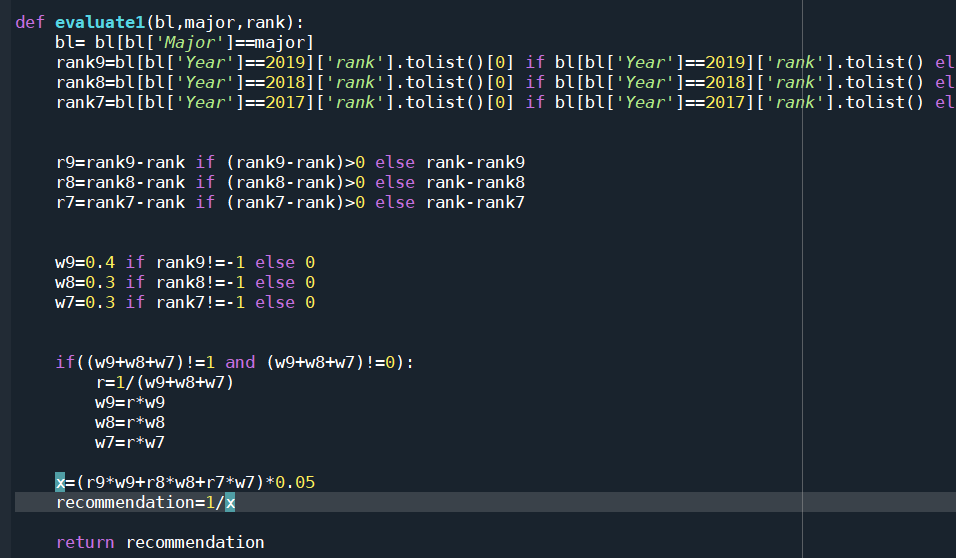 def evaluate1(bl,major,rank):
    bl= bl[bl['Major']==major]
    rank9=bl[bl['Year']==2019]['rank'].tolist()[0] if bl[bl['Year']==2019]['rank'].tolist() el
    rank8=bl[bl['Year']==2018]['rank'].tolist()[0] if bl[bl['Year']==2018]['rank'].tolist() el
    rank7=bl[bl['Year']==2017]['rank'].tolist()[0] if bl[bl['Year']==2017]['rank'].tolist() el
    r9=rank9-rank if (rank9-rank)>0 else rank-rank9
    r8=rank8-rank if (rank8-rank)>0 else rank-rank8
    r7=rank7-rank if (rank7-rank)>0 else rank-rank7
    w9=0.4 if rank9!=-1 else 0
    w8=0.3 if rank8!=-1 else 0
    w7=0.3 if rank7!=-1 else 0
    if((w9+w8+w7)!=1 and (w9+w8+w7)!=0):
        r=1/(w9+w8+w7)
        w9=r*w9
        w8=r*w8
        w7=r*w7
    x=(r9*w9+r8*w8+r7*w7)*0.05
    recommendation=1/x
    return recommendation